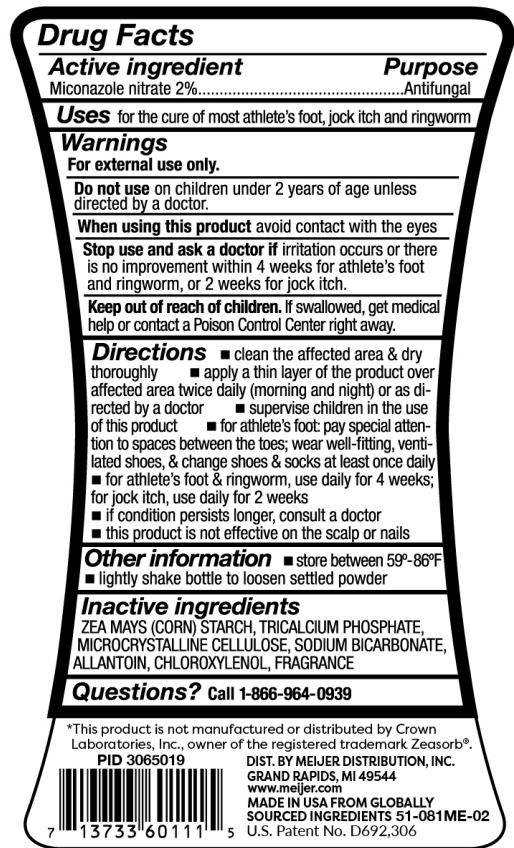 Drug Facts
Active ingredient Purpose
Miconazole nitrate 2%...............................................Antifungal
Uses for the cure of most athlete's foot, jock itch and ringworm
Warnings
For external use only.
Do not use on children under 2 years of age unless
directed by a doctor.
When using this product avoid contact with the eyes
Stop use and ask a doctor if irritation occurs or there
is no improvement within 4 weeks for athlete's foot
and ringworm, or 2 weeks for jock itch.
Keep out of reach of children. If swallowed, get medical
help or contact a Poison Control Center right away.
Directions ■ clean the affected area & dry
thoroughly ■ apply a thin layer of the product over
affected area twice daily (morning and night) or as di-
rected by a doctor ■ supervise children in the use
of this product ■ for athlete's foot: pay special atten-
tion to spaces between the toes; wear well-fitting, venti-
lated shoes, & change shoes & socks at least once daily
■ for athlete's foot & ringworm, use daily for 4 weeks;
for jock itch, use daily for 2 weeks
■ if condition persists longer, consult a doctor
■ this product is not effective on the scalp or nails
Other information ■ store between 59º-86ºF
■ lightly shake bottle to loosen settled powder
Inactive ingredients
ZEA MAYS (CORN) STARCH, TRICALCIUM PHOSPHATE,
MICROCRYSTALLINE CELLULOSE, SODIUM BICARBONATE,
ALLANTOIN, CHLOROXYLENOL, FRAGRANCE
Questions? Call 1-866-964-0939
*This product is not manufactured or distributed by Crown
Laboratories, Inc., owner of the registered trademark Zeasorb®.
PID 3065019
7 13733 60111 5
DIST. BY MEIJER DISTRIBUTION, INC.
GRAND RAPIDS, MI 49544
www.meijer.com
MADE IN USA FROM GLOBALLY
SOURCED INGREDIENTS 51-081ME-02
U.S. Patent No. D692,306